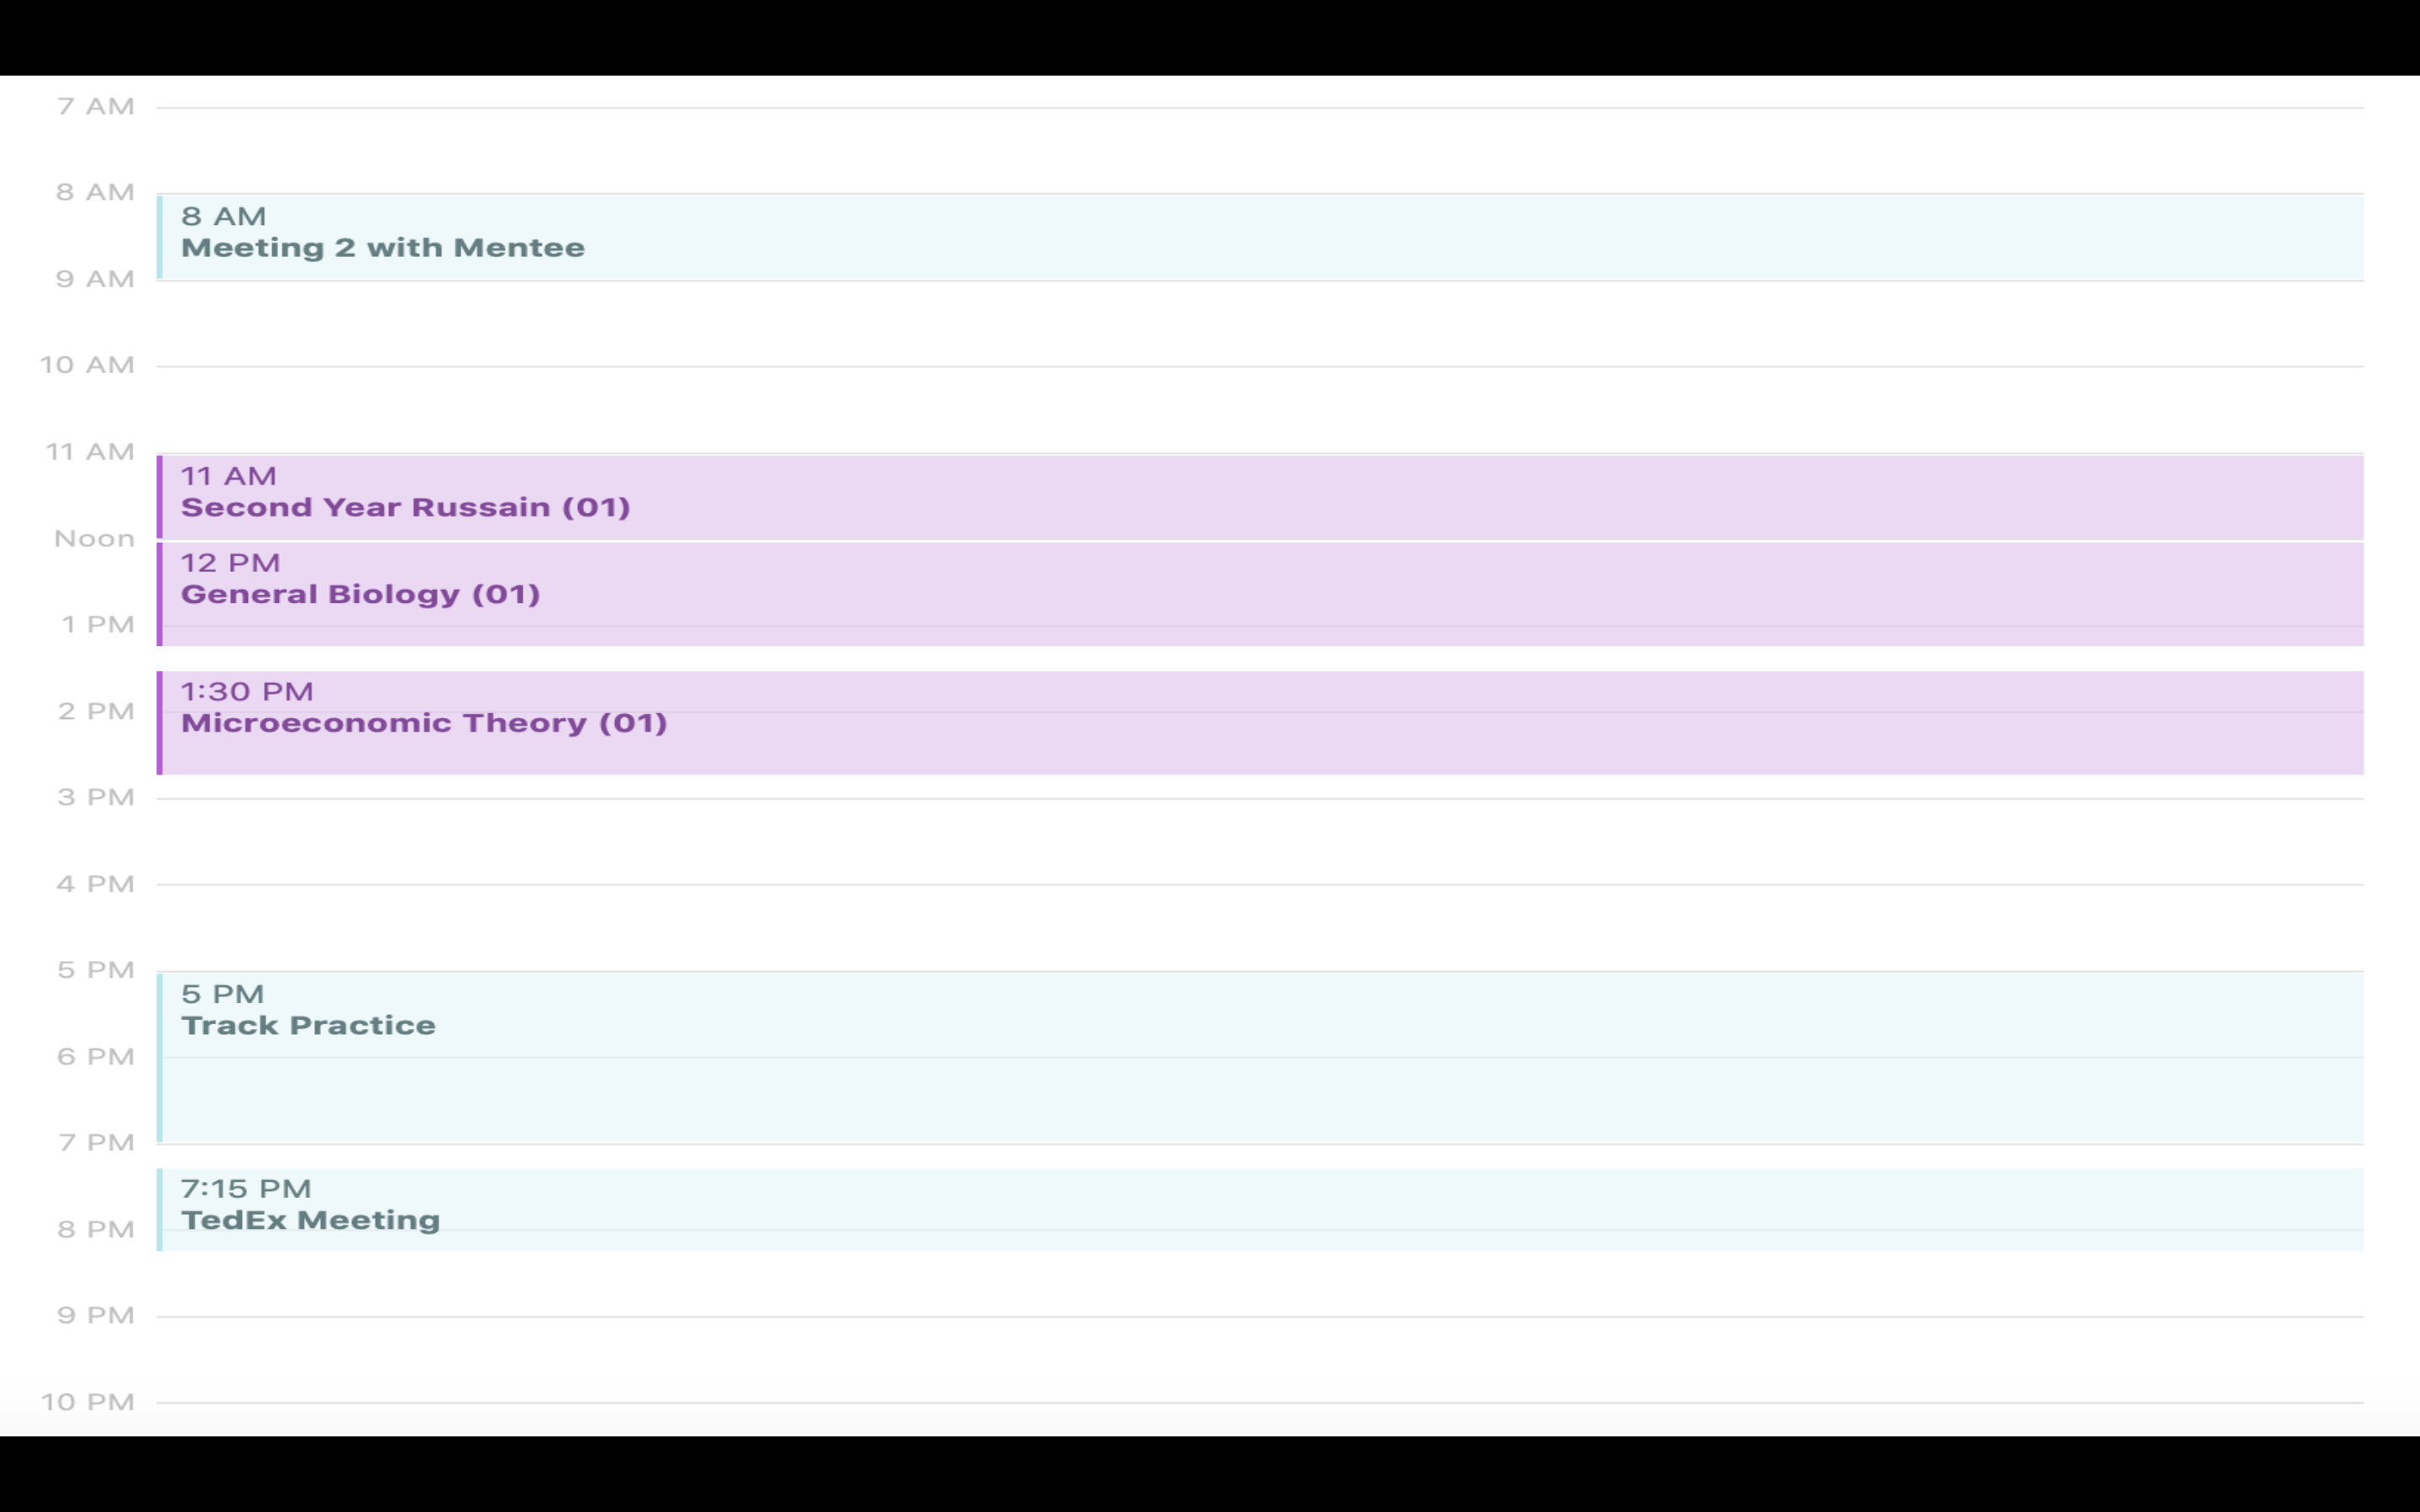 7 AM
8 AM
8 AM
Meeting 2 with Mentee
9 AM
10 AM
11 AM
11 AM
Second Year Russain (01)
Noon
12 PM
General Biology (01)
1 PM
1:30 PM
2 PM
Microeconomic Theory (01)
3 PM
4 PM
5 PM
5 PM
Track Practice
6 PM
7 PM
7:15 PM
TedEx Meeting
8 PM
9 PM
10 PM